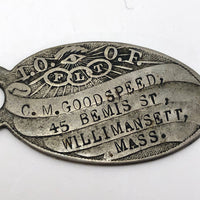 I.O. O.F.
F L T
C. M. GOODSPEED,
45 BEMIS ST,
WILLIMANSETT,
MASS.